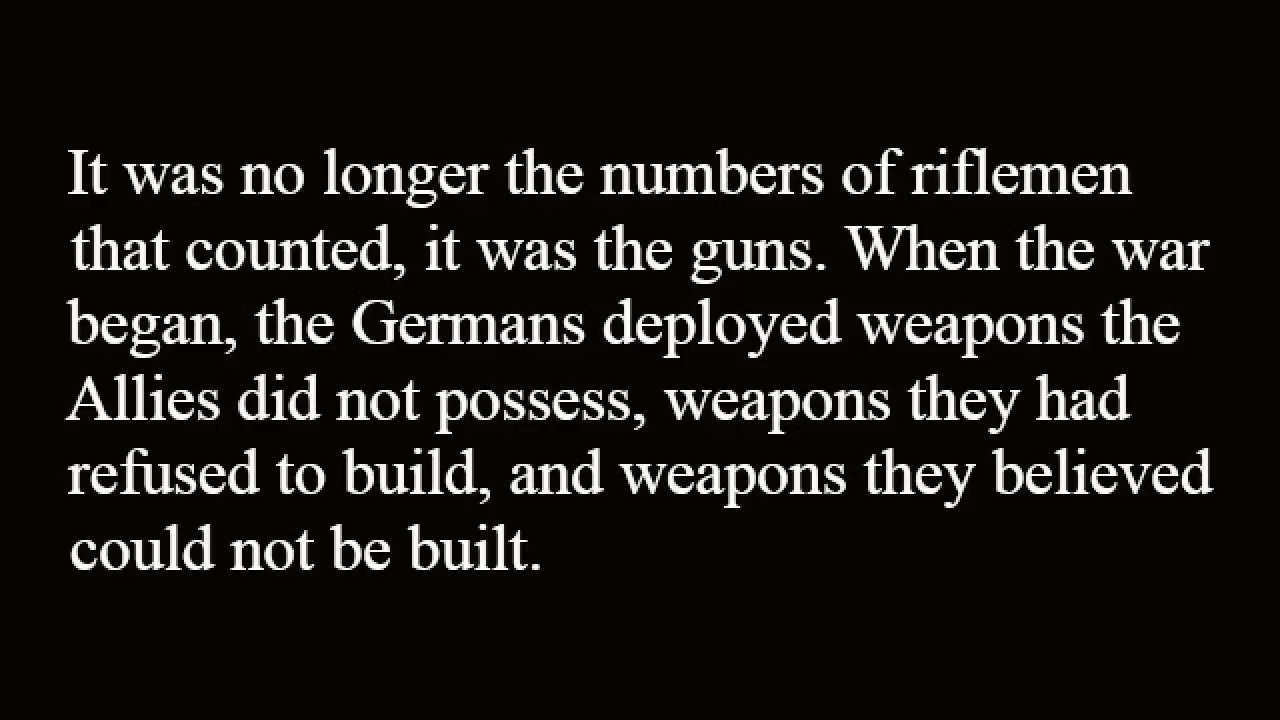 It was no longer the numbers of riflemen
that counted, it was the guns. When the war
began, the Germans deployed weapons the
Allies did not possess, weapons they had
refused to build, and weapons they believed
could not be built.